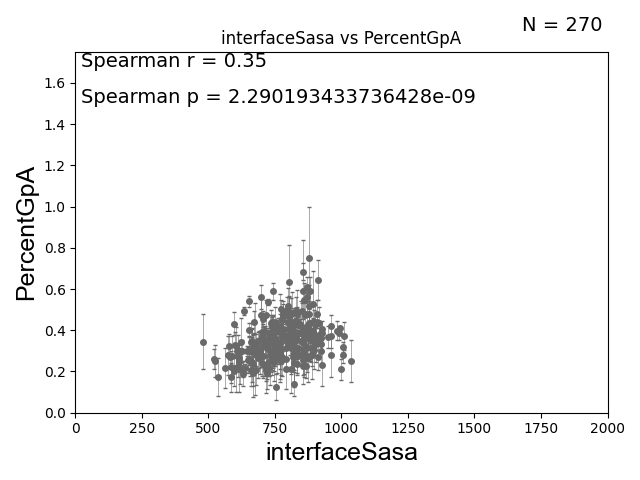 N = 270
interfaceSasa vs PercentGpA
Spearman r = 0.35
Spearman p = 2.290193433736428e-09
PercentGpA
1.6
1.4
1.2
1.0
0.8
0.6
0.4
0.2
0.0
0 250 500 750 1000 1250 1500 1750 2000
interfaceSasa